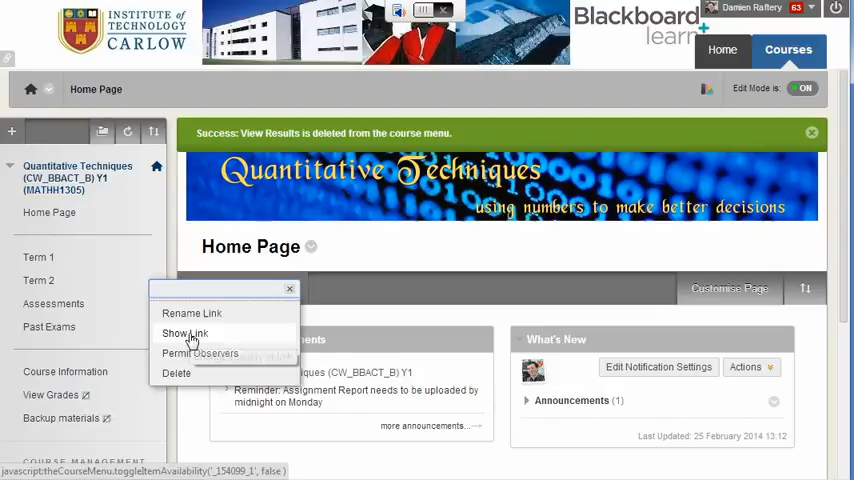 INSTITUTE of
TECHNOLOGY
CARLOW
Blackboard
learn+
Damien Raftery 63
Home
Courses
Home Page
Edit Mode is: ON
Success: View Results is deleted from the course menu.
Quantitative Techniques
(CW_BBACT_B) Y1
(MATHH1305)
Home Page
Term 1
Term 2
Assessments
Past Exams
Course Information
View Grades
Backup materials
COURSE MANAGEMENT
Quantitative Techniques
using numbers to make better decisions
Home Page
Customise Page
Rename Link
Show Link
Permit Observers
Delete
ments
ques (CW_BBACT_B) Y1
Reminder: Assignment Report needs to be uploaded by
midnight on Monday
more announcements...
What's New
Edit Notification Settings
Actions
Announcements (1)
Last Updated: 25 February 2014 13:12
javascript:theCourseMenu.toggleItemAvailability('_154099_1', false )